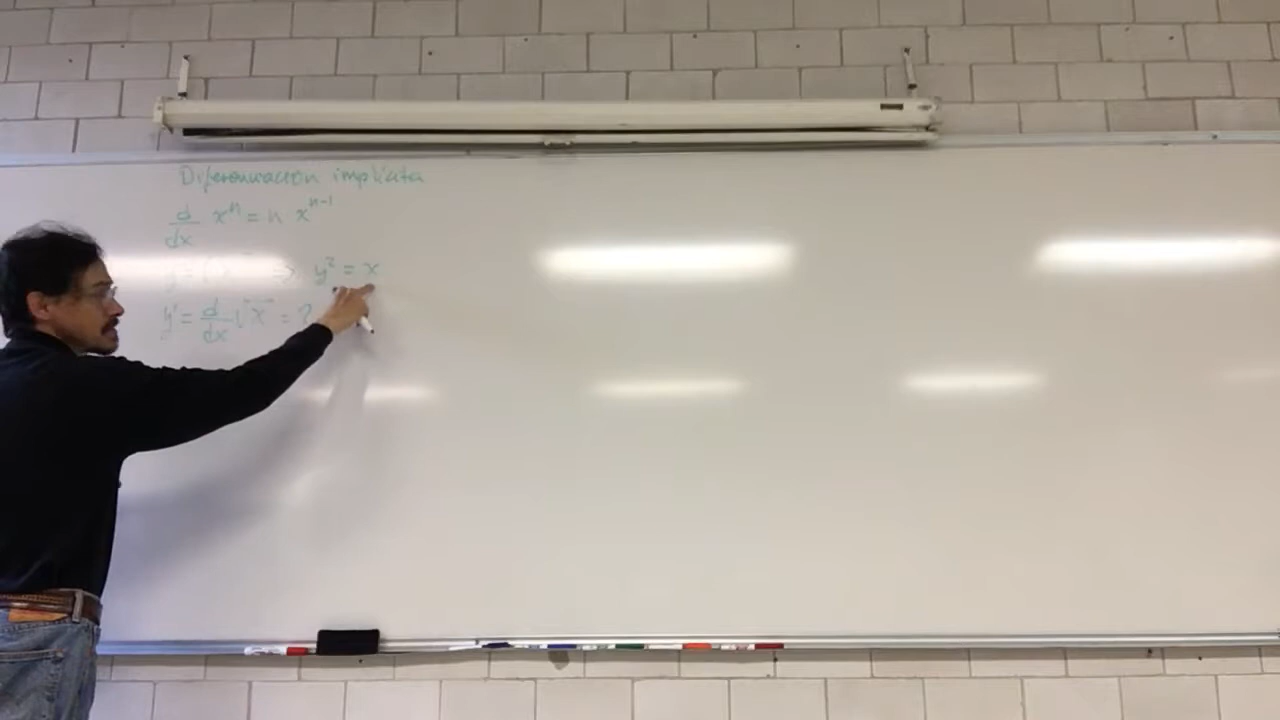 Diferenciación implícita
d/dx xⁿ = n xⁿ⁻¹
y = √x ⇒ y² = x
y' = d/dx √x = ?